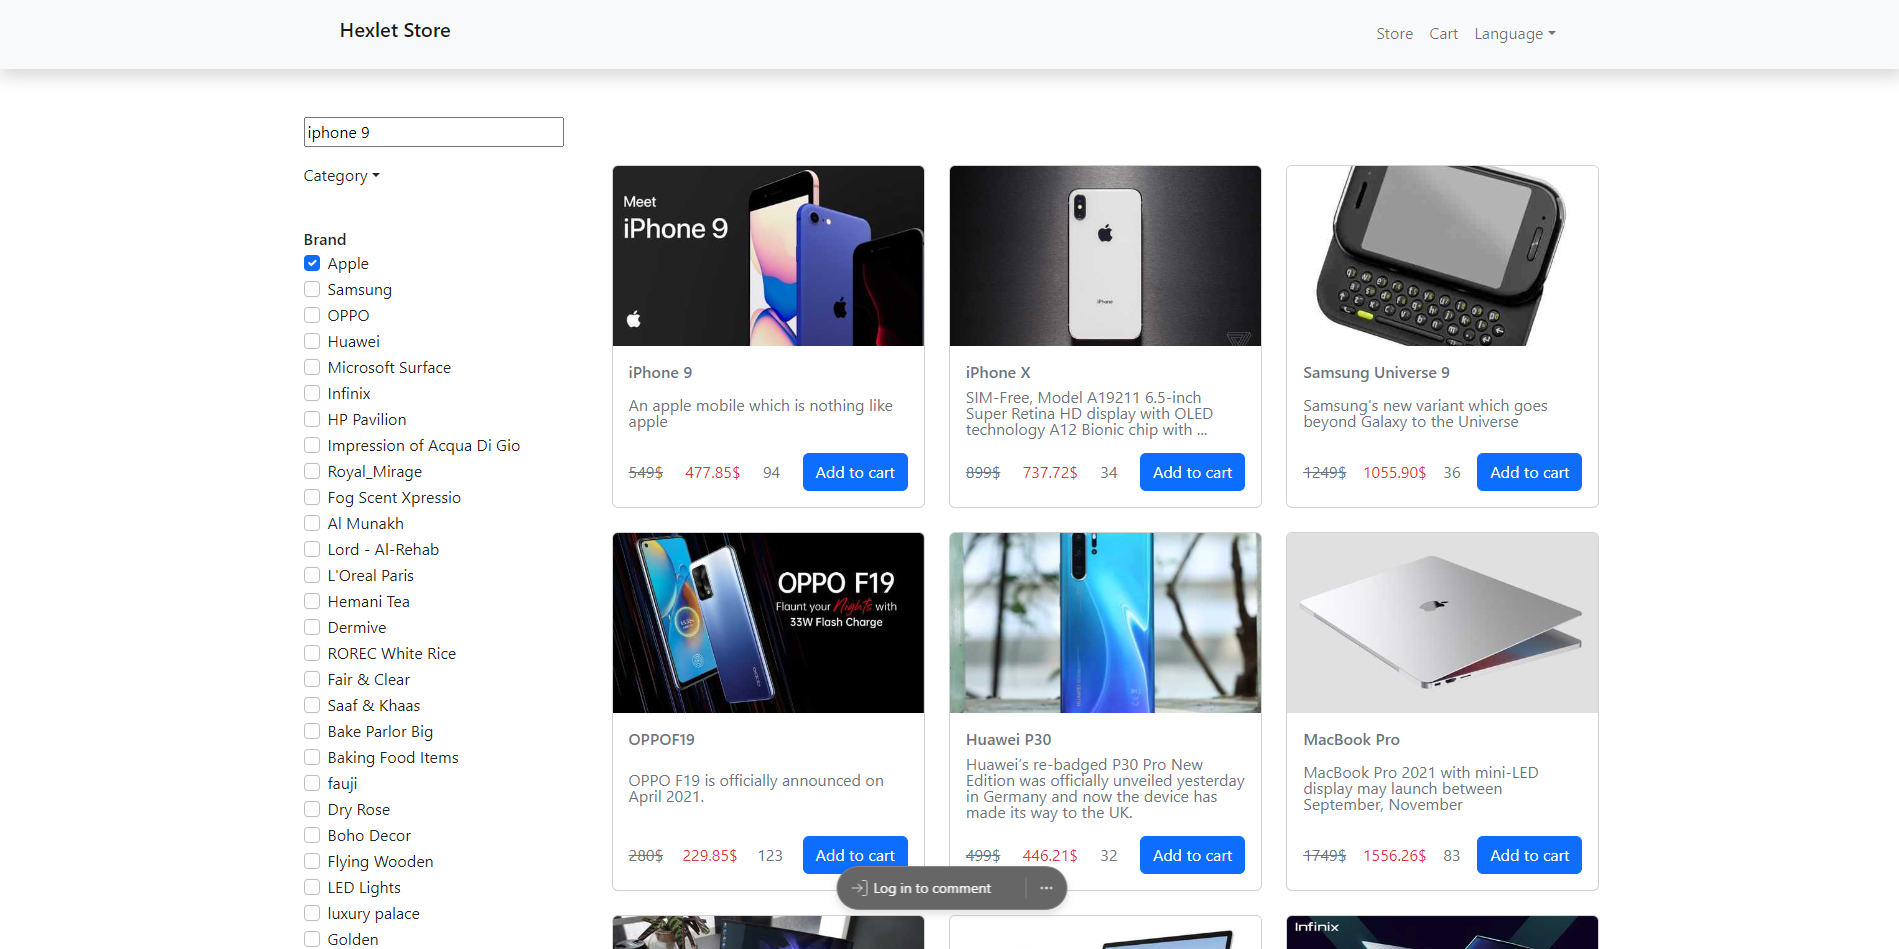 Hexlet Store
Store
Cart
Language
iphone 9
Category
Brand
Apple
Samsung
OPPO
Huawei
Microsoft Surface
Infinix
HP Pavilion
Impression of Acqua Di Gio
Royal_Mirage
Fog Scent Xpressio
Al Munakh
Lord - Al-Rehab
L'Oreal Paris
Hemani Tea
Dermive
ROREC White Rice
Fair & Clear
Saaf & Khaas
Bake Parlor Big
Baking Food Items
fauji
Dry Rose
Boho Decor
Flying Wooden
LED Lights
luxury palace
Golden
Meet
iPhone 9
iPhone 9
An apple mobile which is nothing like
apple
549$ 477.85$ 94 Add to cart
iPhone
iPhone X
SIM-Free, Model A19211 6.5-inch
Super Retina HD display with OLED
technology A12 Bionic chip with ...
899$ 737.72$ 34 Add to cart
Samsung Universe 9
Samsung's new variant which goes
beyond Galaxy to the Universe
1249$ 1055.90$ 36 Add to cart
OPPO F19
Flaunt your Nights with
33W Flash Charge
OPPOF19
OPPO F19 is officially announced on
April 2021.
280$ 229.85$ 123 Add to cart
Huawei P30
Huawei's re-badged P30 Pro New
Edition was officially unveiled yesterday
in Germany and now the device has
made its way to the UK.
499$ 446.21$ 32 Add to cart
MacBook Pro
MacBook Pro 2021 with mini-LED
display may launch between
September, November
1749$ 1556.26$ 83 Add to cart
Log in to comment
Infinix